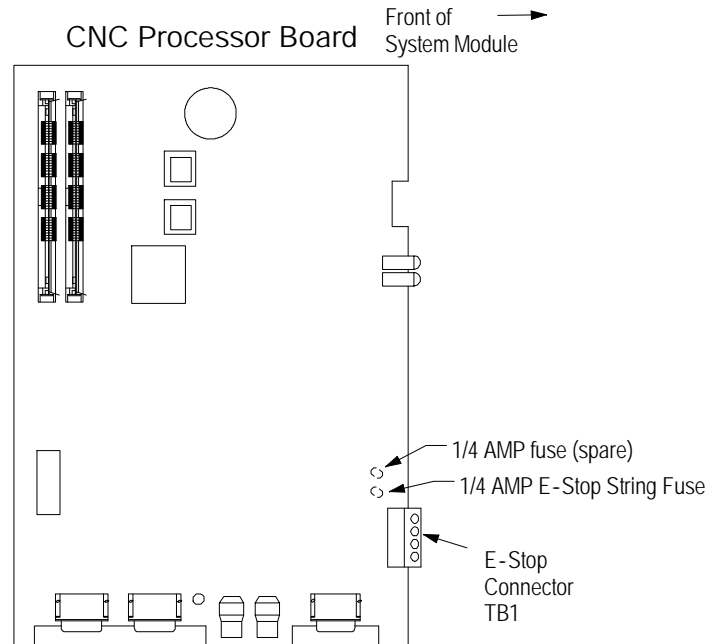 CNC Processor Board
Front of
System Module
1/4 AMP fuse (spare)
1/4 AMP E-Stop String Fuse
E-Stop
Connector
TB1